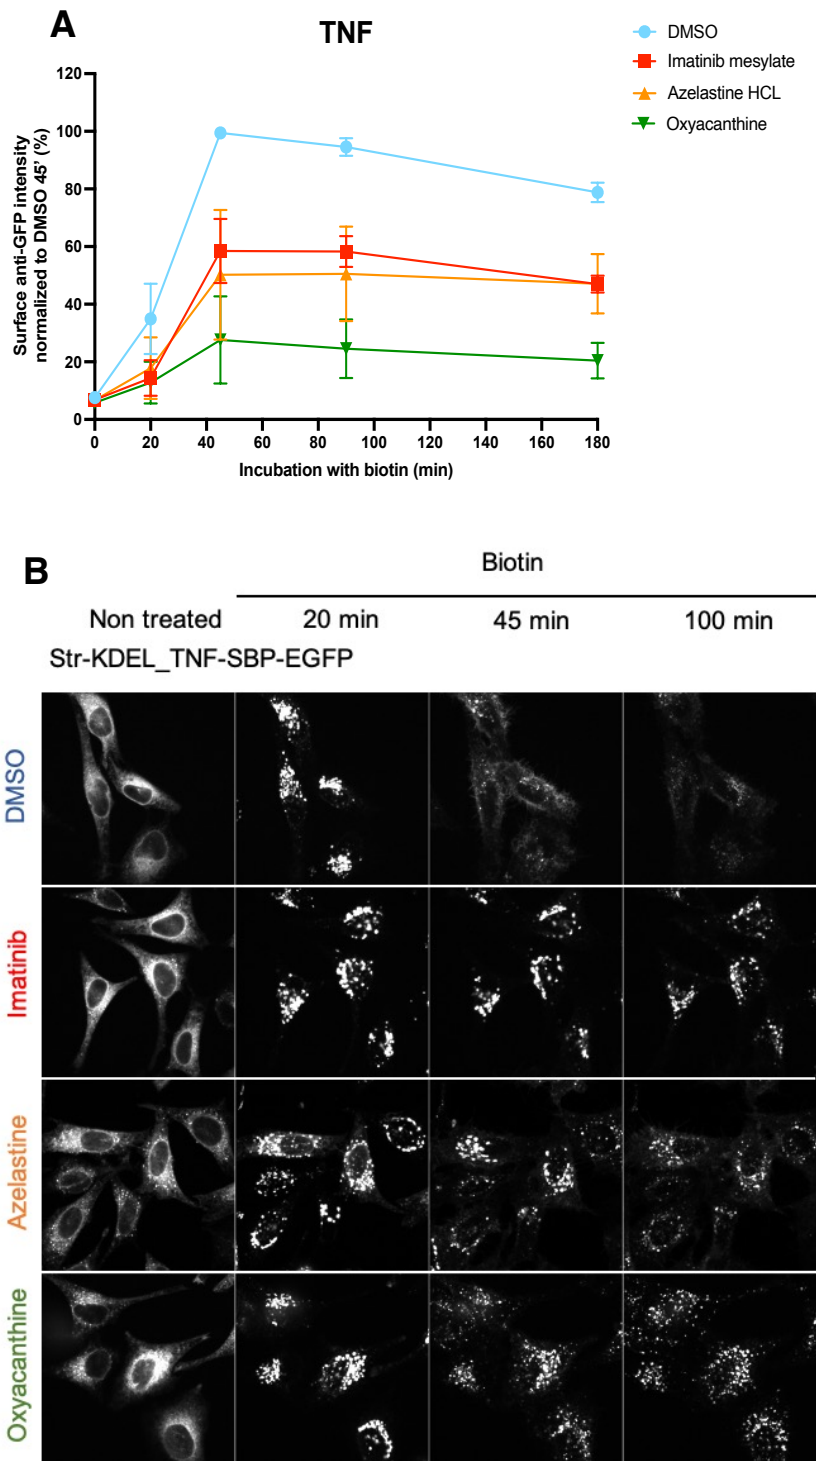 A
TNF
DMSO
Imatinib mesylate
Azelastine HCL
Oxyacanthine
Surface anti-GFP intensity
normalized to DMSO 45' (%)
120
100
80
60
40
20
0
0 20 40 60 80 100 120 140 160 180
Incubation with biotin (min)
B
Biotin
Non treated 20 min 45 min 100 min
Str-KDEL_TNF-SBP-EGFP
DMSO
Imatinib
Azelastine
Oxyacanthine